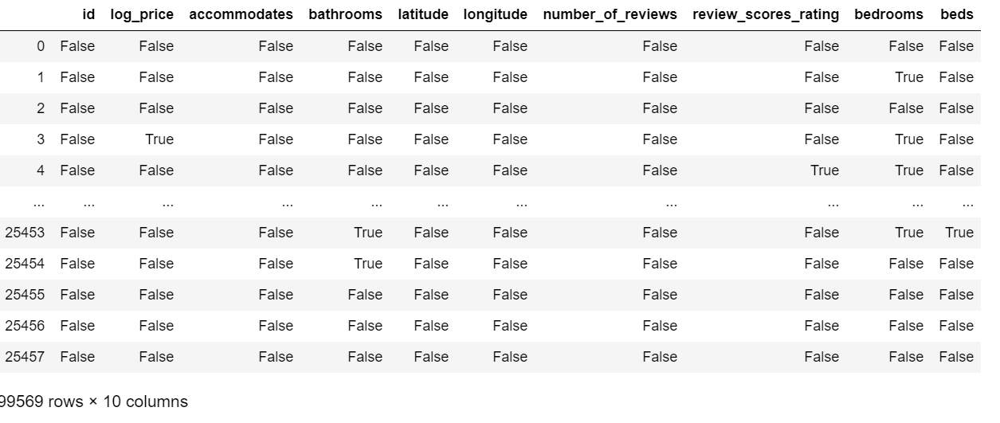 id log_price accommodates bathrooms latitude longitude number_of_reviews review_scores_rating bedrooms beds
0 False False False False False False False False False False
1 False False False False False False False False True False
2 False False False False False False False False False False
3 False True False False False False False False True False
4 False False False False False False False True True False
... ... ... ... ... ... ... ... ... ... ...
25453 False False False True False False False False True True
25454 False False False True False False False False False False
25455 False False False False False False False False False False
25456 False False False False False False False False False False
25457 False False False False False False False False False False
99569 rows × 10 columns